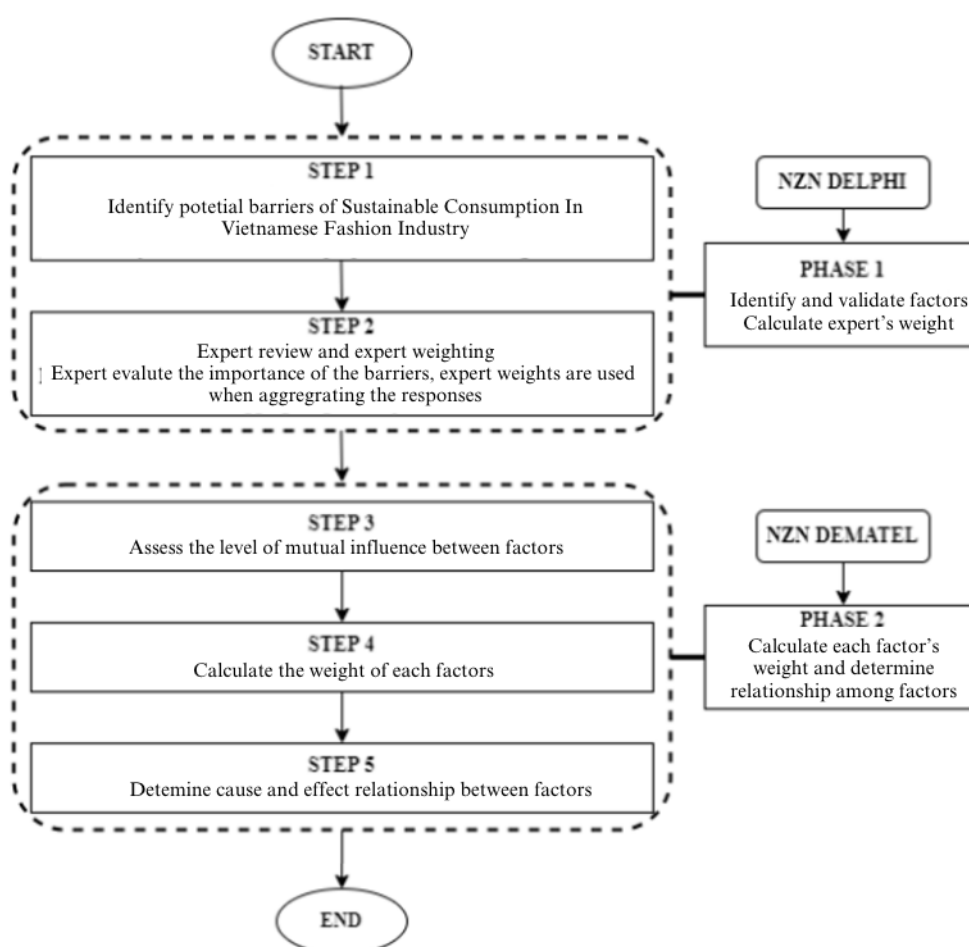 START
STEP 1
Identify potetial barriers of Sustainable Consumption In
Vietnamese Fashion Industry
STEP 2
Expert review and expert weighting
Expert evalute the importance of the barriers, expert weights are used
when aggregrating the responses
NZN DELPHI
PHASE 1
Identify and validate factors
Calculate expert's weight
STEP 3
Assess the level of mutual influence between factors
STEP 4
Calculate the weight of each factors
STEP 5
Detemine cause and effect relationship between factors
NZN DEMATEL
PHASE 2
Calculate each factor's
weight and determine
relationship among factors
END